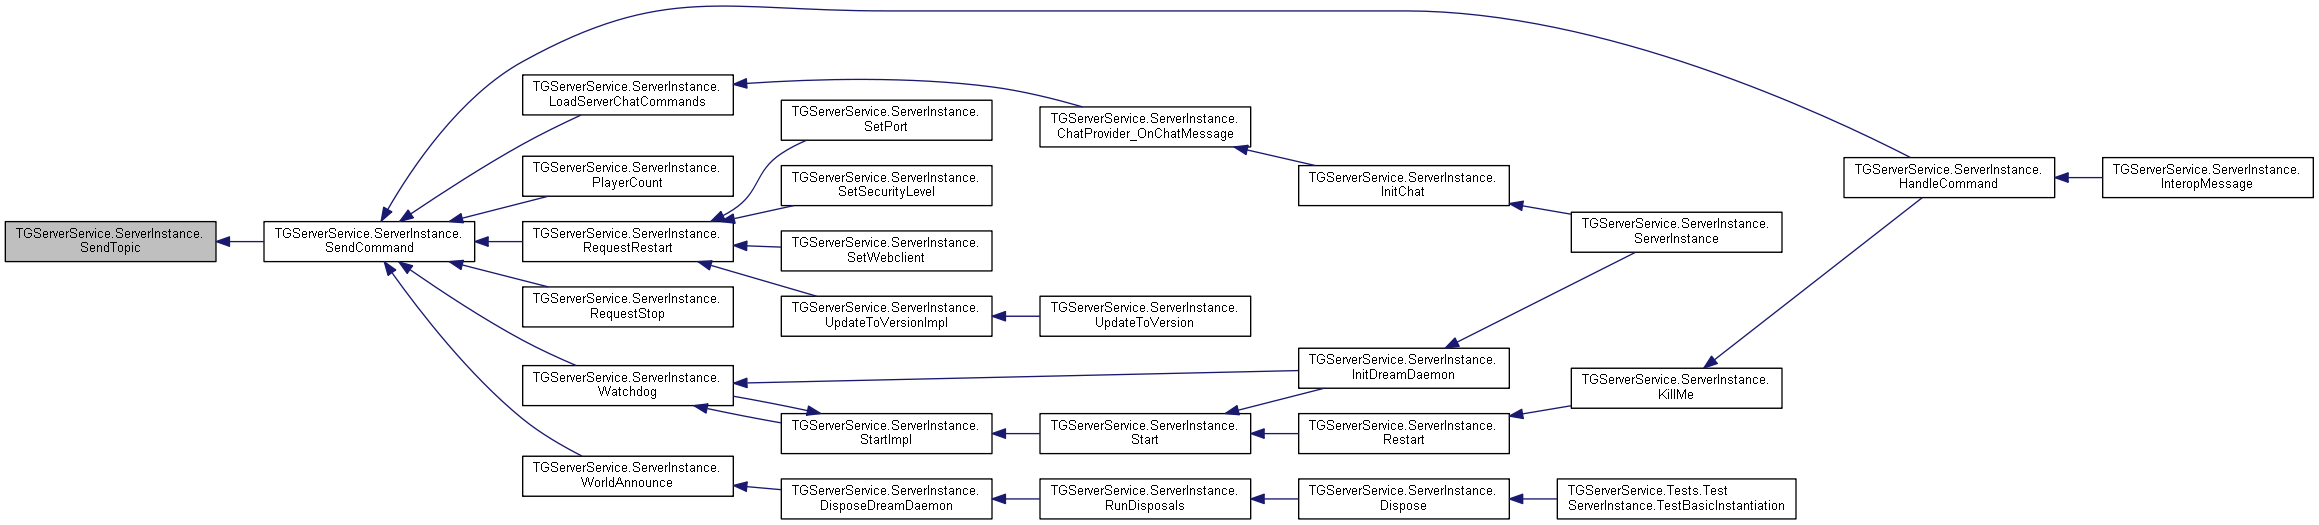 TGServerService.ServerInstance.
SendTopic
TGServerService.ServerInstance.
SendCommand
TGServerService.ServerInstance.
LoadServerChatCommands
TGServerService.ServerInstance.
PlayerCount
TGServerService.ServerInstance.
RequestRestart
TGServerService.ServerInstance.
RequestStop
TGServerService.ServerInstance.
Watchdog
TGServerService.ServerInstance.
WorldAnnounce
TGServerService.ServerInstance.
SetPort
TGServerService.ServerInstance.
SetSecurityLevel
TGServerService.ServerInstance.
SetWebclient
TGServerService.ServerInstance.
UpdateToVersionImpl
TGServerService.ServerInstance.
StartImpl
TGServerService.ServerInstance.
DisposeDreamDaemon
TGServerService.ServerInstance.
ChatProvider_OnChatMessage
TGServerService.ServerInstance.
UpdateToVersion
TGServerService.ServerInstance.
Start
TGServerService.ServerInstance.
RunDisposals
TGServerService.ServerInstance.
InitChat
TGServerService.ServerInstance.
InitDreamDaemon
TGServerService.ServerInstance.
Restart
TGServerService.ServerInstance.
Dispose
TGServerService.ServerInstance.
ServerInstance
TGServerService.ServerInstance.
KillMe
TGServerService.Tests.Test
ServerInstance.TestBasicInstantiation
TGServerService.ServerInstance.
HandleCommand
TGServerService.ServerInstance.
InteropMessage